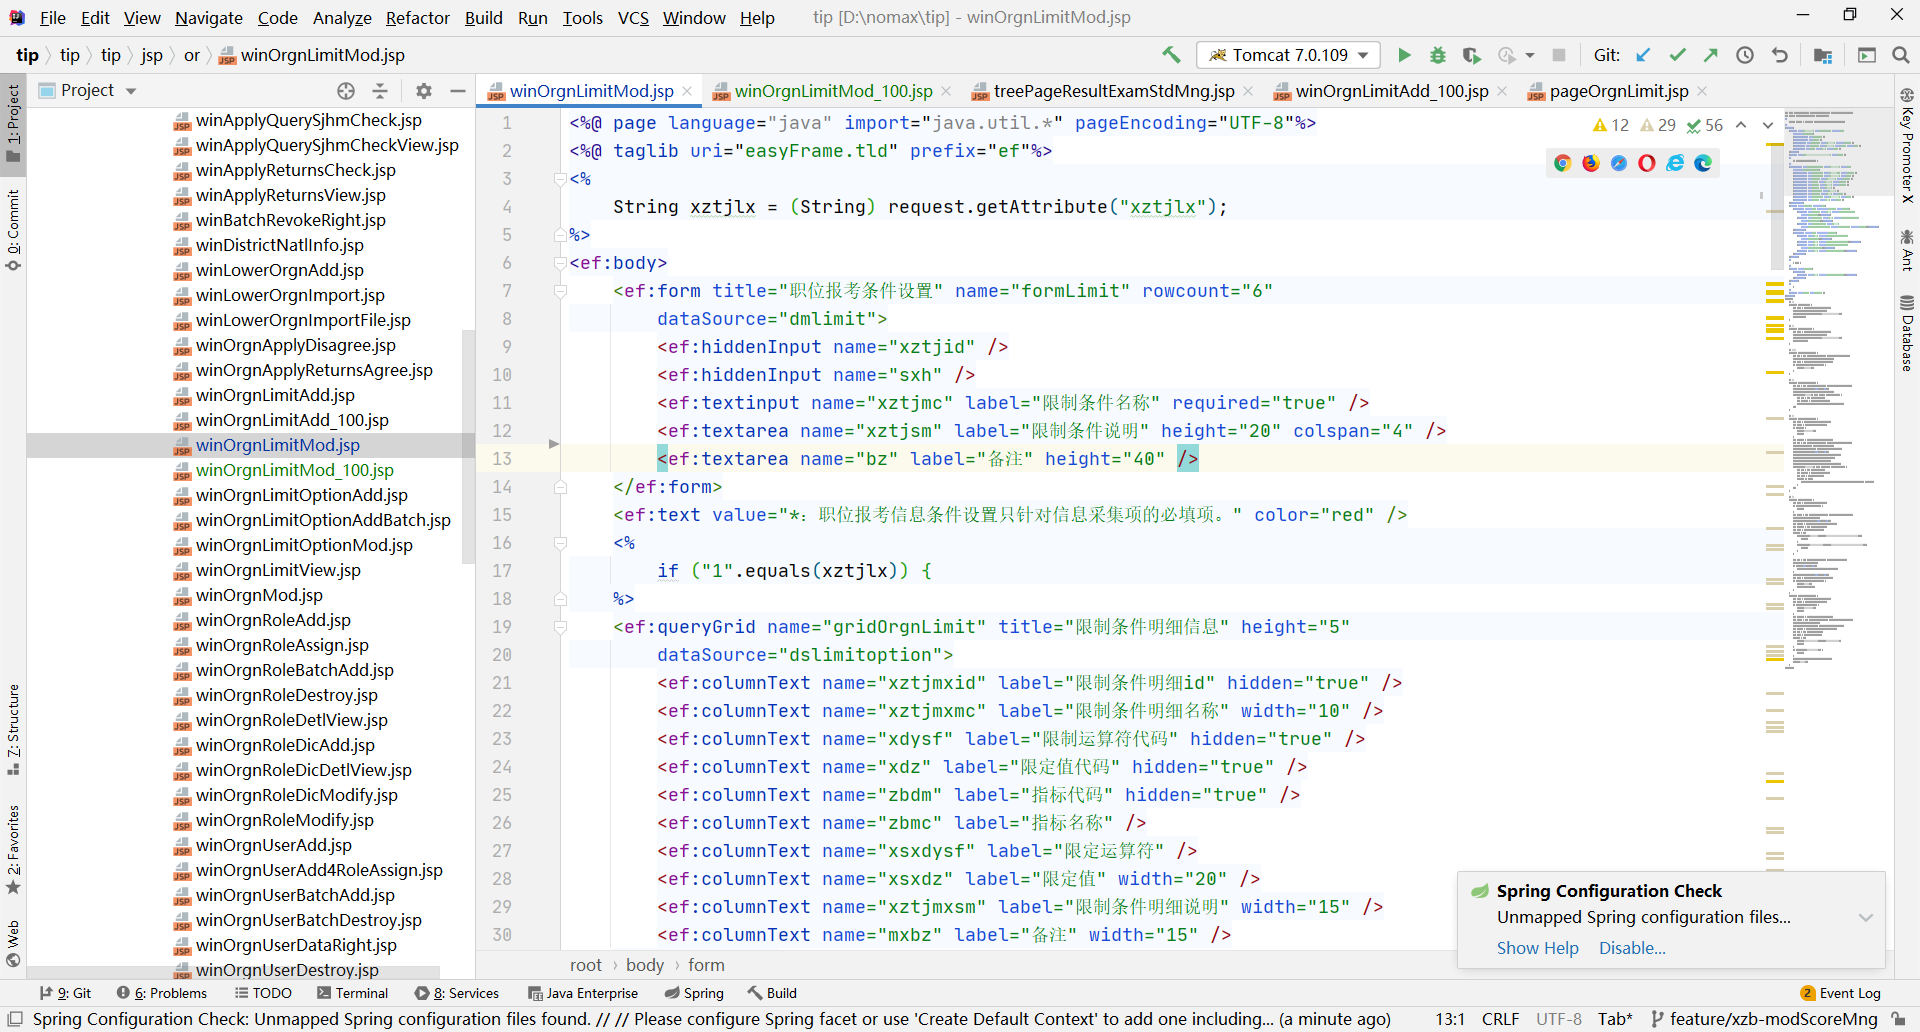 File Edit View Navigate Code Analyze Refactor Build Run Tools VCS Window Help tip [D:\nomax\tip] - winOrgnLimitMod.jsp
tip tip tip jsp or winOrgnLimitMod.jsp Tomcat 7.0.109 Git:
Project
winOrgnLimitMod.jsp winOrgnLimitMod_100.jsp treePageResultExamStdMng.jsp winOrgnLimitAdd_100.jsp pageOrgnLimit.jsp
1: Project
0: Commit
7: Structure
2: Favorites
Web
winApplyQuerySjhmCheck.jsp
winApplyQuerySjhmCheckView.jsp
winApplyReturnsCheck.jsp
winApplyReturnsView.jsp
winBatchRevokeRight.jsp
winDistrictNatlInfo.jsp
winLowerOrgnAdd.jsp
winLowerOrgnImport.jsp
winLowerOrgnImportFile.jsp
winOrgnApplyDisagree.jsp
winOrgnApplyReturnsAgree.jsp
winOrgnLimitAdd.jsp
winOrgnLimitAdd_100.jsp
winOrgnLimitMod.jsp
winOrgnLimitMod_100.jsp
winOrgnLimitOptionAdd.jsp
winOrgnLimitOptionAddBatch.jsp
winOrgnLimitOptionMod.jsp
winOrgnLimitView.jsp
winOrgnMod.jsp
winOrgnRoleAdd.jsp
winOrgnRoleAssign.jsp
winOrgnRoleBatchAdd.jsp
winOrgnRoleDestroy.jsp
winOrgnRoleDetlView.jsp
winOrgnRoleDicAdd.jsp
winOrgnRoleDicDetlView.jsp
winOrgnRoleDicModify.jsp
winOrgnRoleModify.jsp
winOrgnUserAdd.jsp
winOrgnUserAdd4RoleAssign.jsp
winOrgnUserBatchAdd.jsp
winOrgnUserBatchDestroy.jsp
winOrgnUserDataRight.jsp
winOrgnUserDestroy.jsp
1 <%@ page language="java" import="java.util.*" pageEncoding="UTF-8"%>
2 <%@ taglib uri="easyFrame.tld" prefix="ef"%>
3 <%
4 String xztjlx = (String) request.getAttribute("xztjlx");
5 %>
6 <ef:body>
7 <ef:form title="职位报考条件设置" name="formLimit" rowcount="6"
8 dataSource="dmlimit">
9 <ef:hiddenInput name="xztjid" />
10 <ef:hiddenInput name="sxh" />
11 <ef:textinput name="xztjmc" label="限制条件名称" required="true" />
12 <ef:textarea name="xztjsm" label="限制条件说明" height="20" colspan="4" />
13 <ef:textarea name="bz" label="备注" height="40" />
14 </ef:form>
15 <ef:text value="*: 职位报考信息条件设置只针对信息采集项的必填项。" color="red" />
16 <%
17 if ("1".equals(xztjlx)) {
18 %>
19 <ef:queryGrid name="gridOrgnLimit" title="限制条件明细信息" height="5"
20 dataSource="dslimitoption">
21 <ef:columnText name="xztjmxid" label="限制条件明细id" hidden="true" />
22 <ef:columnText name="xztjmxmc" label="限制条件明细名称" width="10" />
23 <ef:columnText name="xdysf" label="限制运算符代码" hidden="true" />
24 <ef:columnText name="xdz" label="限定值代码" hidden="true" />
25 <ef:columnText name="zbdm" label="指标代码" hidden="true" />
26 <ef:columnText name="zbmc" label="指标名称" />
27 <ef:columnText name="xsxdysf" label="限定运算符" />
28 <ef:columnText name="xsxdz" label="限定值" width="20" />
29 <ef:columnText name="xztjmxsm" label="限制条件明细说明" width="15" />
30 <ef:columnText name="mxbz" label="备注" width="15" />
12 29 56
Key Promoter X
Ant
Database
Spring Configuration Check
Unmapped Spring configuration files...
Show Help Disable...
root body form
9: Git 6: Problems TODO Terminal 8: Services Java Enterprise Spring Build 2 Event Log
Spring Configuration Check: Unmapped Spring configuration files found. // // Please configure Spring facet or use 'Create Default Context' to add one including... (a minute ago) 13:1 CRLF UTF-8 Tab* feature/xzb-modScoreMng